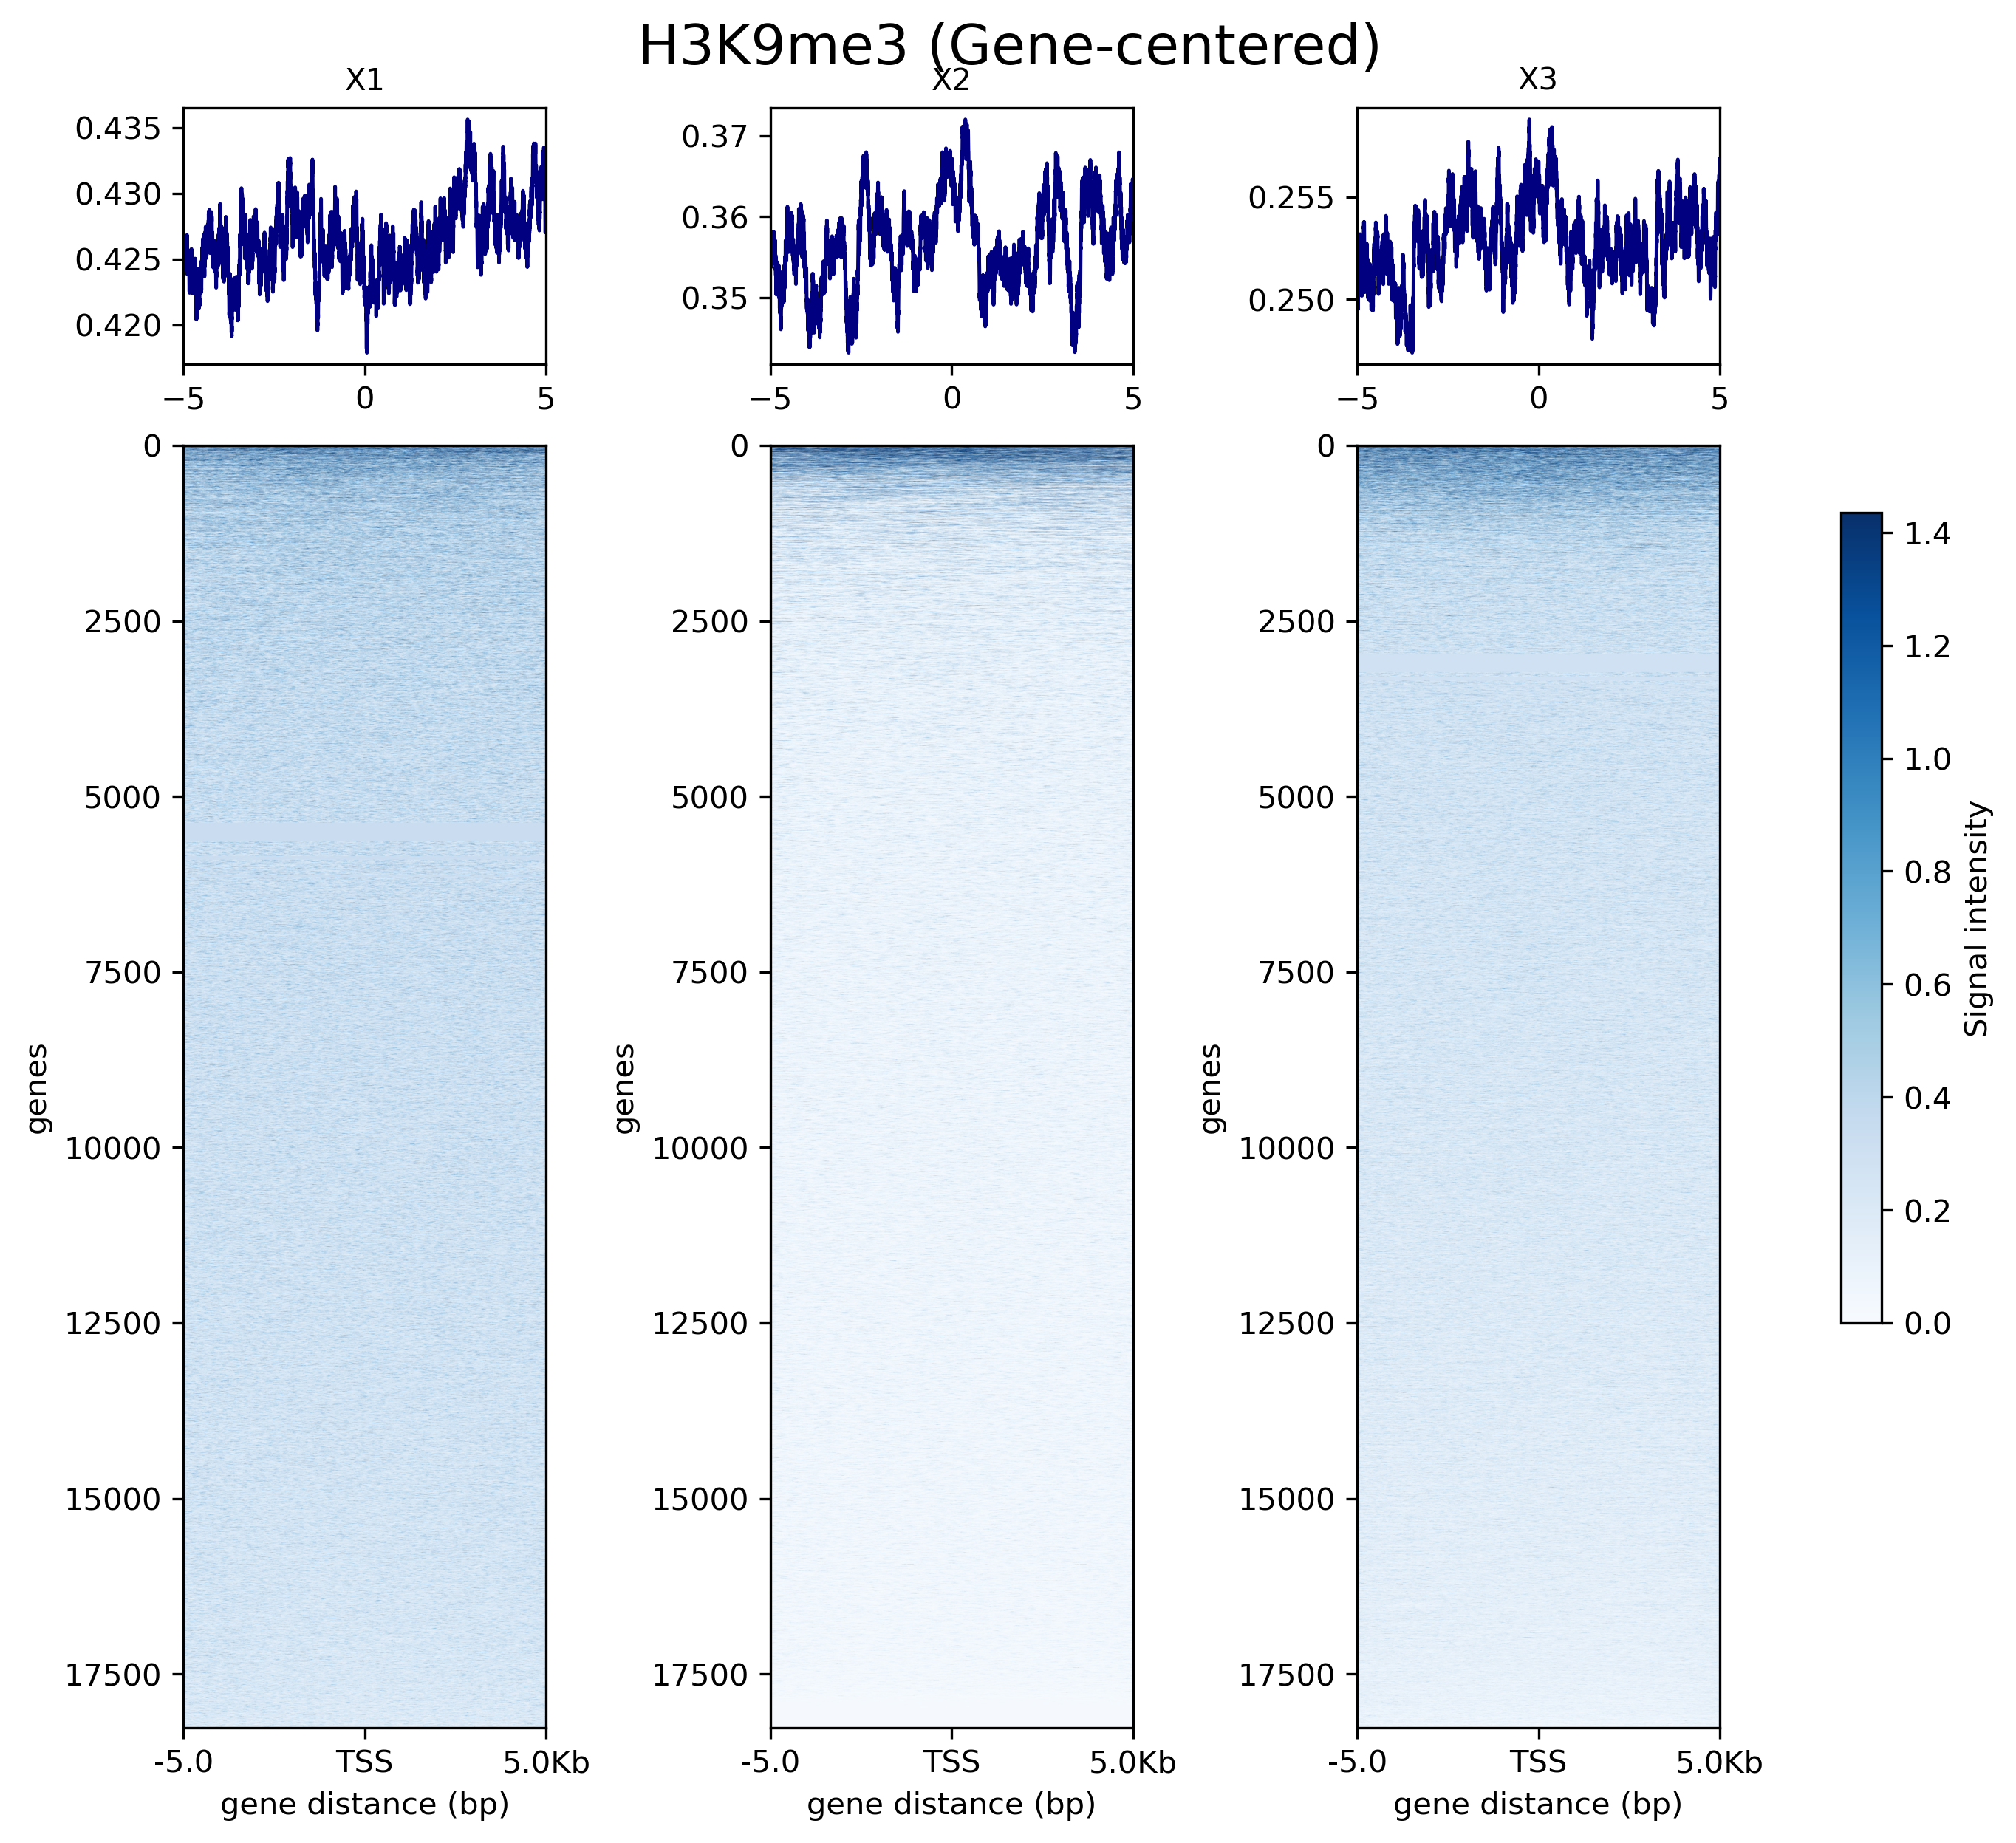 H3K9me3 (Gene-centered)
X1 X2 X3
0.435
0.430
0.425
0.420
0.37
0.36
0.35
0.255
0.250
−5 0 5
−5 0 5
−5 0 5
0
2500
5000
7500
10000
12500
15000
17500
genes
-5.0 TSS 5.0Kb
gene distance (bp)
0
2500
5000
7500
10000
12500
15000
17500
genes
-5.0 TSS 5.0Kb
gene distance (bp)
0
2500
5000
7500
10000
12500
15000
17500
genes
-5.0 TSS 5.0Kb
gene distance (bp)
1.4
1.2
1.0
0.8
0.6
0.4
0.2
0.0
Signal intensity